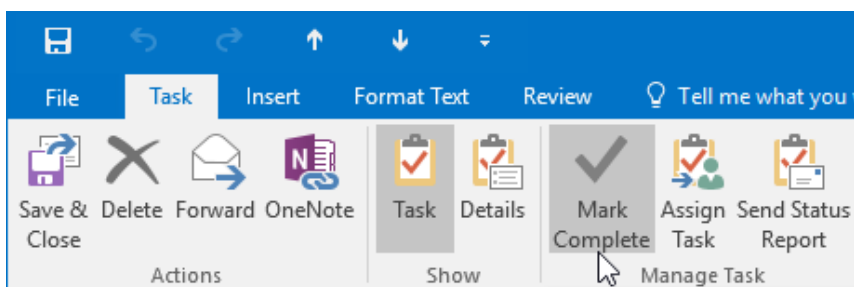 File Task Insert Format Text Review Tell me what you
Save & Delete Forward OneNote Task Details Mark Assign Send Status
Close Complete Task Report
Actions Show Manage Task